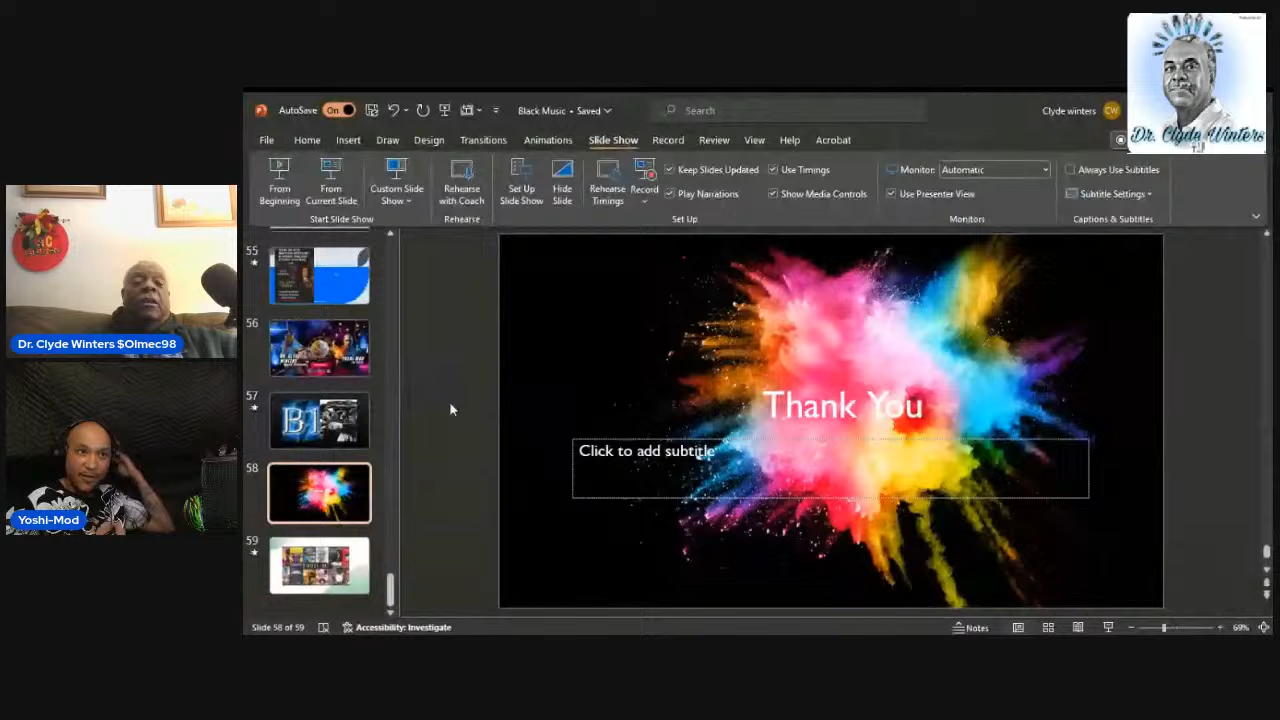 AutoSave
On
Black Music • Saved
Search
Clyde winters
CW
File
Home
Insert
Draw
Design
Transitions
Animations
Slide Show
Record
Review
View
Help
Acrobat
From
Beginning
From
Current Slide
Custom Slide
Show
Rehearse
with Coach
Set Up
Slide Show
Hide
Slide
Rehearse
Timings
Record
Keep Slides Updated
Play Narrations
Use Timings
Show Media Controls
Monitor:
Automatic
Use Presenter View
Always Use Subtitles
Subtitle Settings
Start Slide Show
Rehearse
Set Up
Monitors
Captions & Subtitles
Dr. Clyde Winters
Dr. Clyde Winters $Olmec98
Yoshi-Mod
55
56
57
B1
58
59
Thank You
Click to add subtitle
Slide 58 of 59
Accessibility: Investigate
Notes
69%